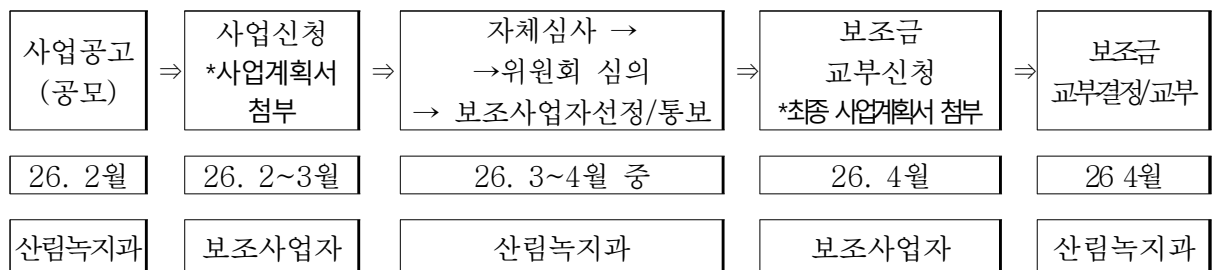 사업공고
(공모)
⇒
사업신청
*사업계획서
첨부
⇒
자체심사 →
→위원회 심의
→ 보조사업자선정/통보
⇒
보조금
교부신청
*최종 사업계획서 첨부
⇒
보조금
교부결정/교부
26. 2월
26. 2~3월
26. 3~4월 중
26. 4월
26 4월
산림녹지과
보조사업자
산림녹지과
보조사업자
산림녹지과